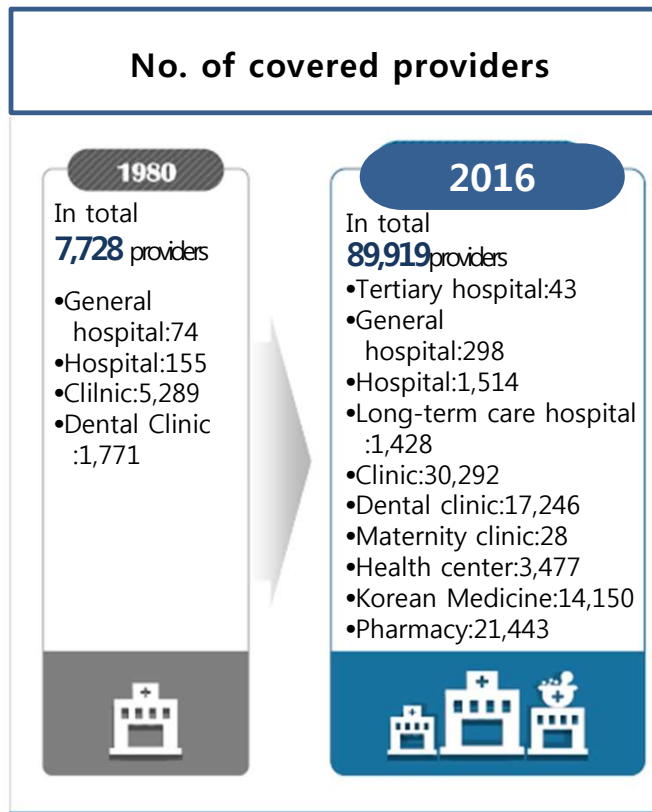 No. of covered providers
1980
In total
7,728 providers
•General
hospital:74
•Hospital:155
•Clilnic:5,289
•Dental Clinic
:1,771
2016
In total
89,919providers
•Tertiary hospital:43
•General
hospital:298
•Hospital:1,514
•Long-term care hospital
:1,428
•Clinic:30,292
•Dental clinic:17,246
•Maternity clinic:28
•Health center:3,477
•Korean Medicine:14,150
•Pharmacy:21,443